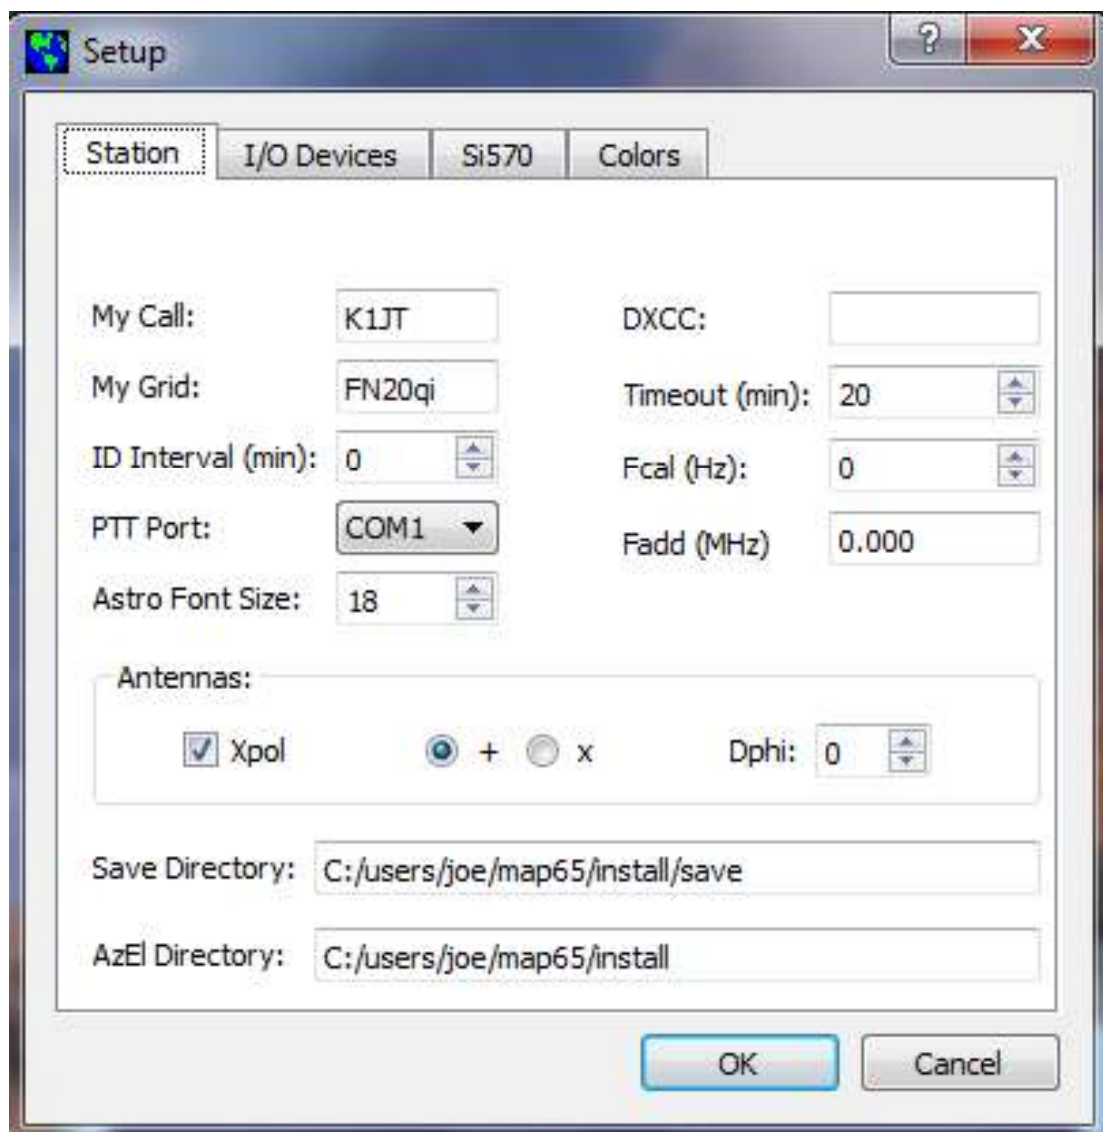 Setup
?
X
Station I/O Devices Si570 Colors
My Call: K1JT DXCC:
My Grid: FN20qi Timeout (min): 20
ID Interval (min): 0 Fcal (Hz): 0
PTT Port: COM1 Fadd (MHz) 0.000
Astro Font Size: 18
Antennas:
Xpol + x Dphi: 0
Save Directory: C:/users/joe/map65/install/save
AzEl Directory: C:/users/joe/map65/install
OK Cancel